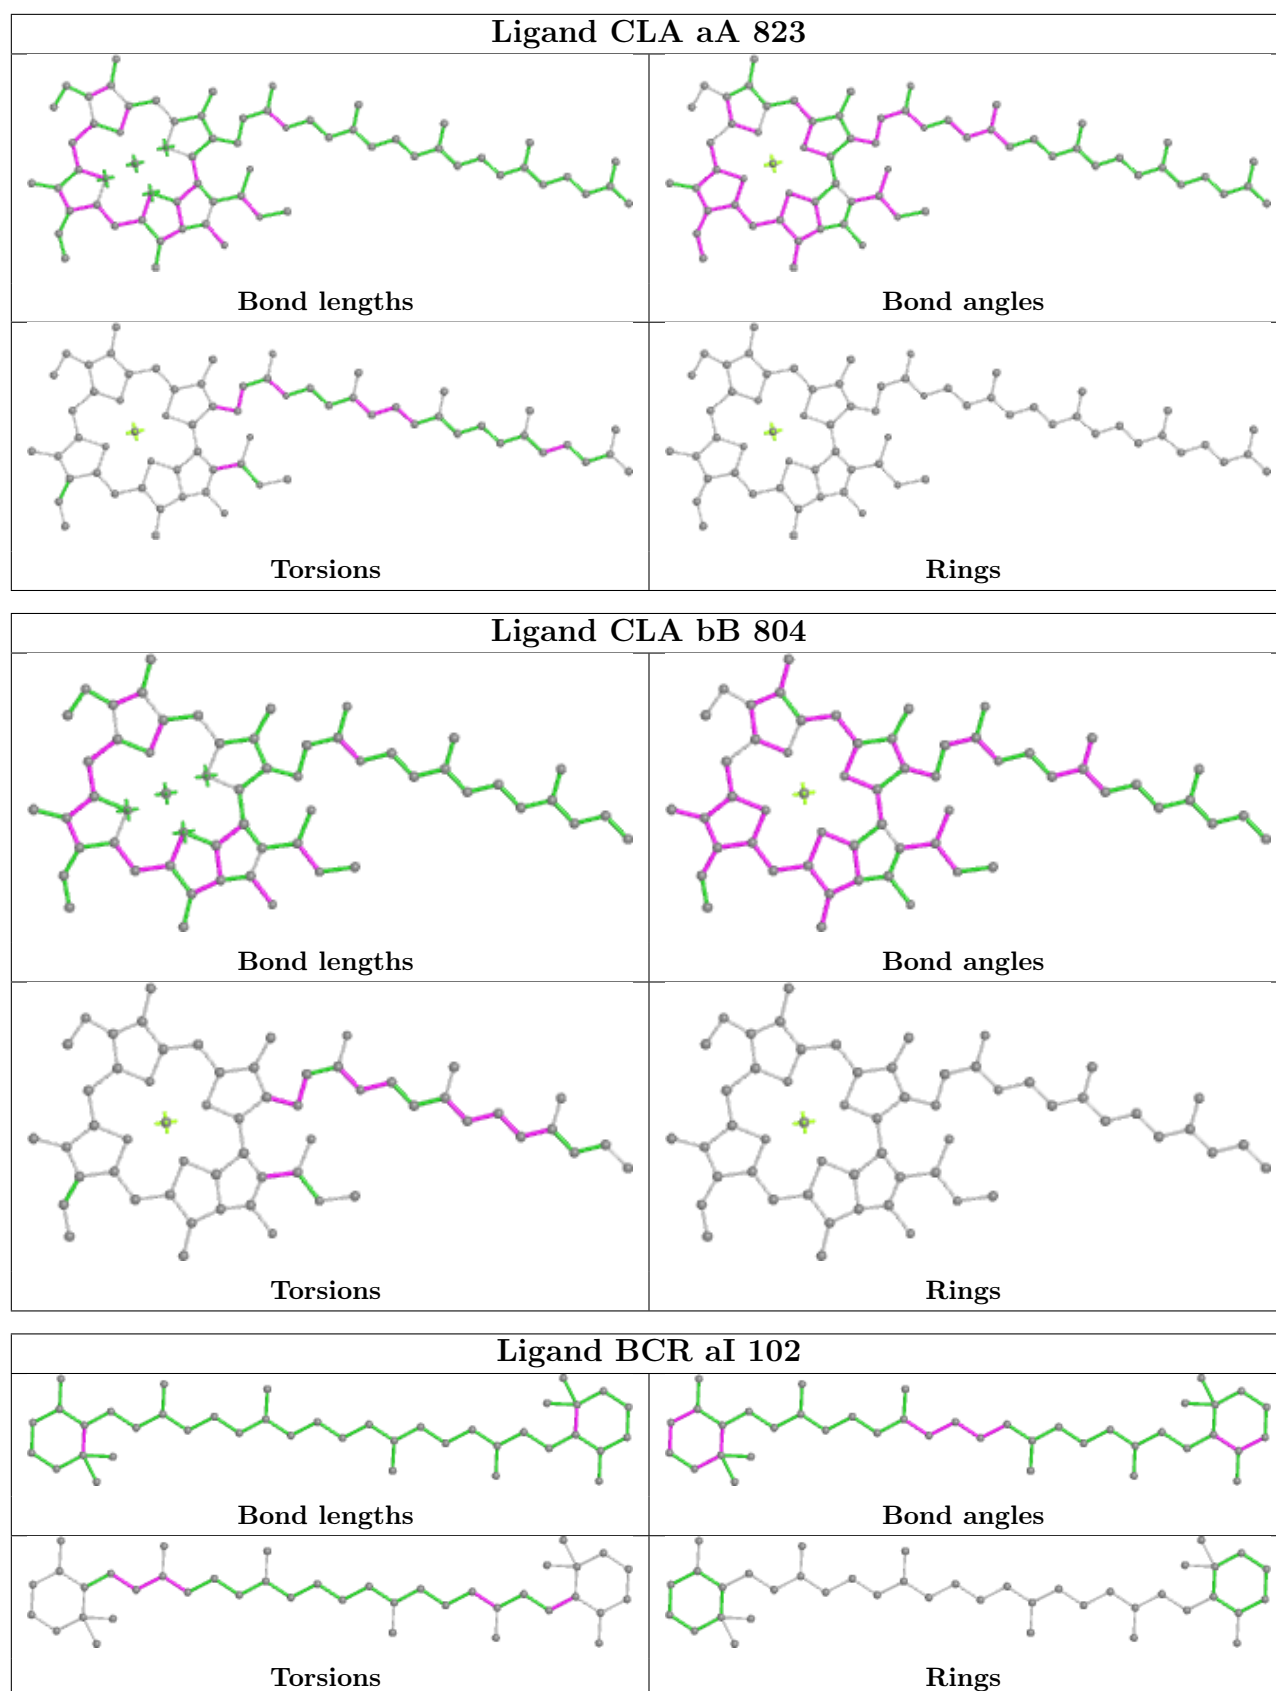 Ligand CLA aA 823
Bond lengths
Bond angles
Torsions
Rings
Ligand CLA bB 804
Bond lengths
Bond angles
Torsions
Rings
Ligand BCR aI 102
Bond lengths
Bond angles
Torsions
Rings